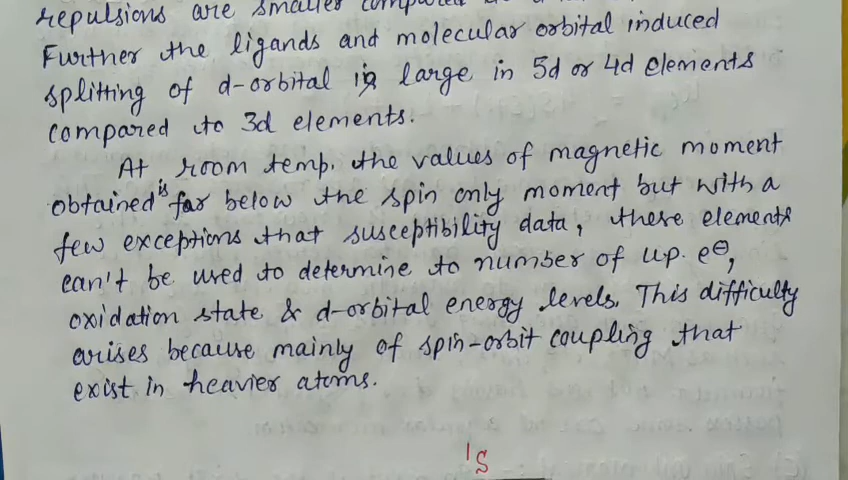 repulsions are smaller
Further the ligands and molecular orbital induced
splitting of d-orbital is large in 5d or 4d elements
compared to 3d elements.
At room temp. the values of magnetic moment
obtained is far below the spin only moment but with a
few exceptions that susceptibility data, these elements
can't be used to determine to number of up. e⊖,
oxidation state & d-orbital energy levels. This difficulty
arises because mainly of spin-orbit coupling that
exist in heavier atoms.